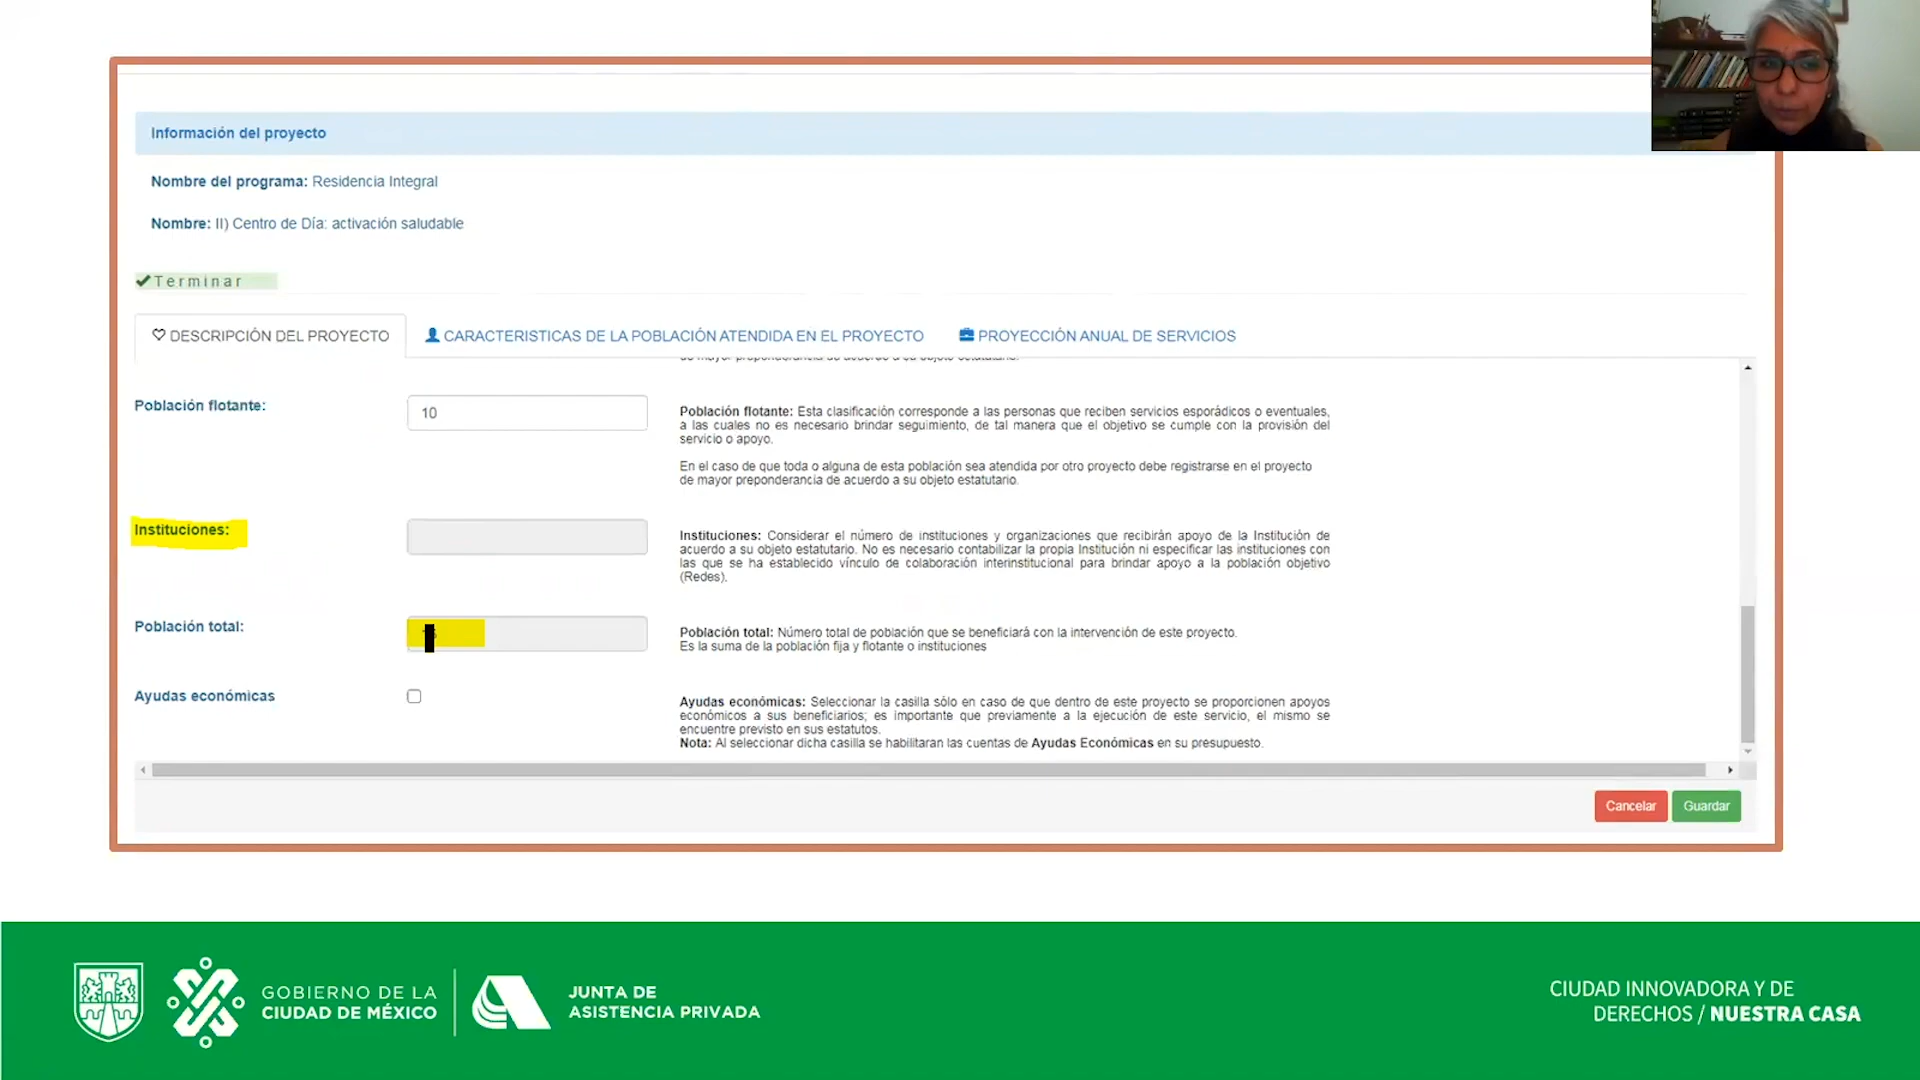 Información del proyecto
Nombre del programa: Residencia Integral
Nombre: II) Centro de Día: activación saludable
Terminar
DESCRIPCIÓN DEL PROYECTO
CARACTERISTICAS DE LA POBLACIÓN ATENDIDA EN EL PROYECTO
PROYECCIÓN ANUAL DE SERVICIOS
de mayor preponderancia de acuerdo a su objeto estatutario.
Población flotante:
10
Población flotante: Esta clasificación corresponde a las personas que reciben servicios esporádicos o eventuales,
a las cuales no es necesario brindar seguimiento, de tal manera que el objetivo se cumple con la provisión del
servicio o apoyo.
En el caso de que toda o alguna de esta población sea atendida por otro proyecto debe registrarse en el proyecto
de mayor preponderancia de acuerdo a su objeto estatutario.
Instituciones:
Instituciones: Considerar el número de instituciones y organizaciones que recibirán apoyo de la Institución de
acuerdo a su objeto estatutario. No es necesario contabilizar la propia Institución ni especificar las instituciones con
las que se ha establecido vínculo de colaboración interinstitucional para brindar apoyo a la población objetivo
(Redes).
Población total:
Población total: Número total de población que se beneficiará con la intervención de este proyecto.
Es la suma de la población fija y flotante o instituciones
Ayudas económicas
Ayudas económicas: Seleccionar la casilla sólo en caso de que dentro de este proyecto se proporcionen apoyos
económicos a sus beneficiarios; es importante que previamente a la ejecución de este servicio, el mismo se
encuentre previsto en sus estatutos.
Nota: Al seleccionar dicha casilla se habilitaran las cuentas de Ayudas Económicas en su presupuesto.
Cancelar
Guardar
GOBIERNO DE LA
CIUDAD DE MÉXICO
JUNTA DE
ASISTENCIA PRIVADA
CIUDAD INNOVADORA Y DE
DERECHOS / NUESTRA CASA